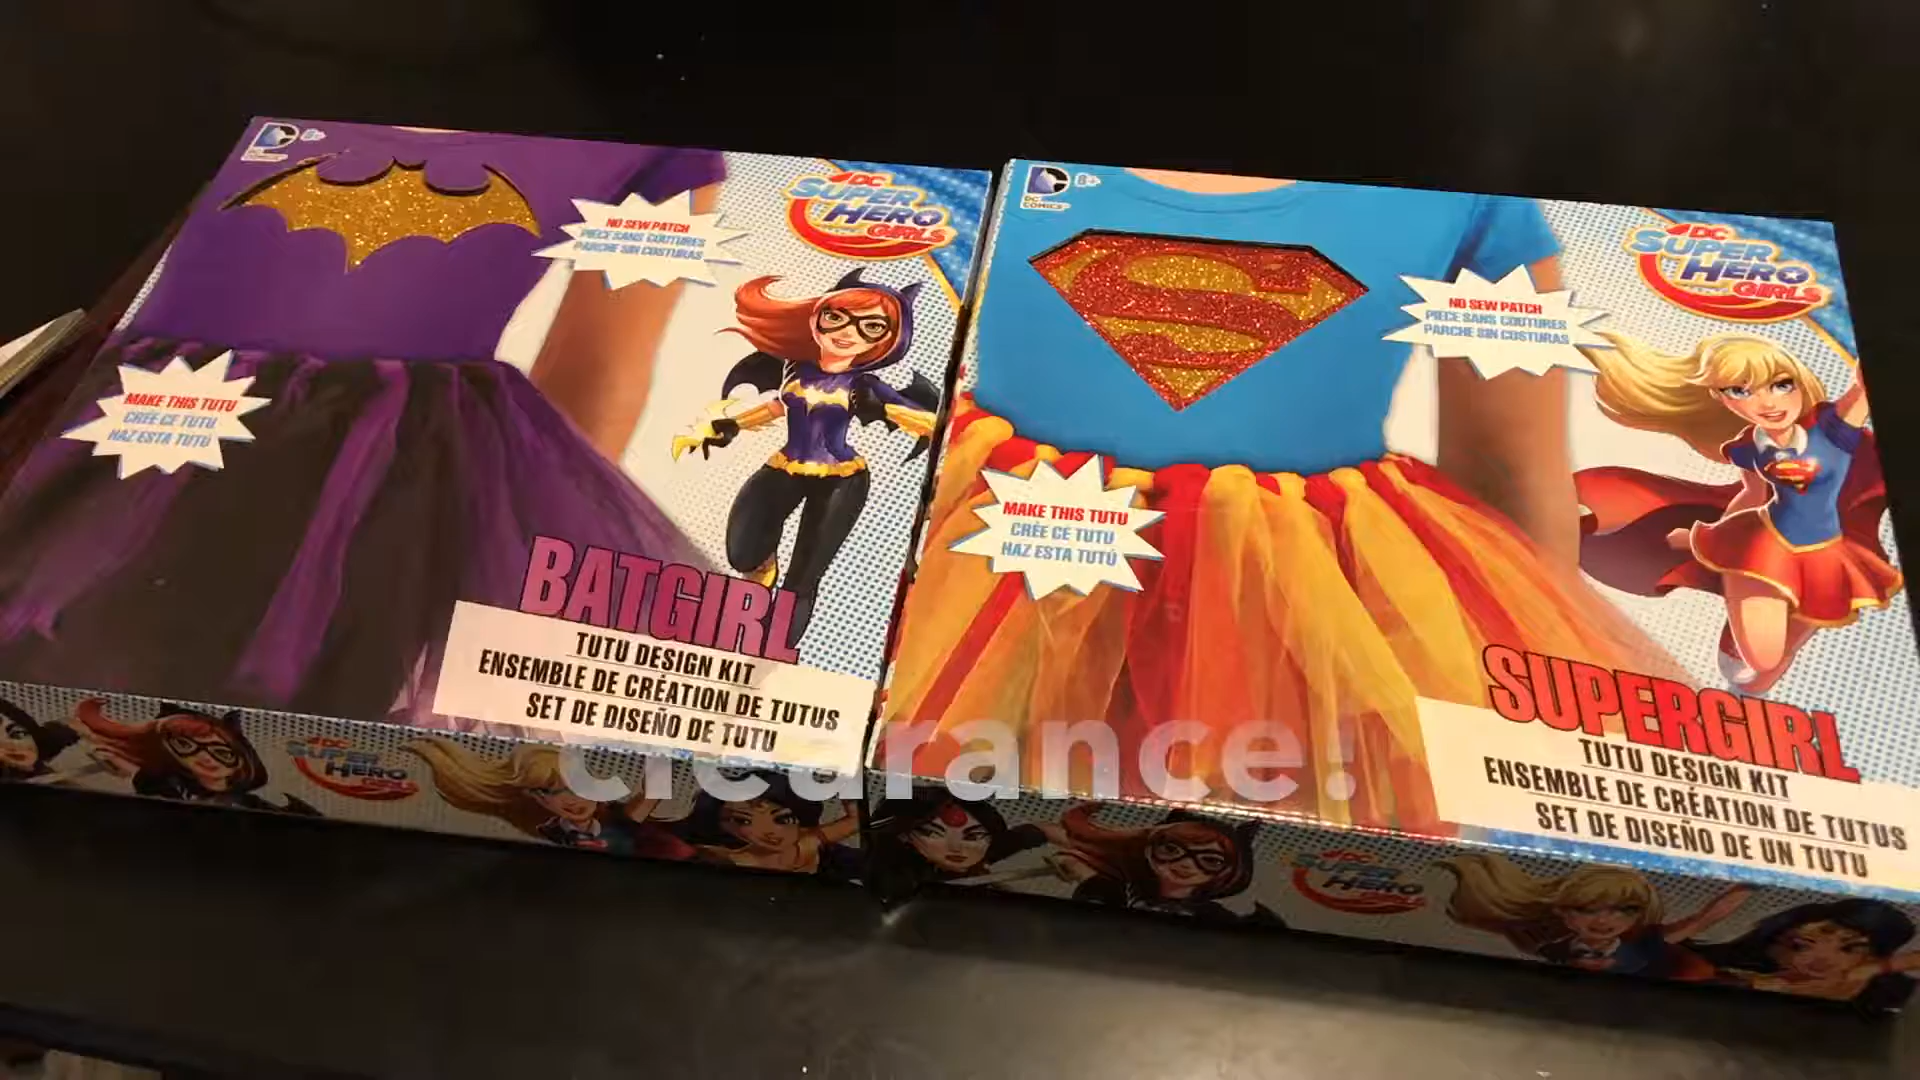 DC
COMICS
8+
NO SEW PATCH
PIÈCE SANS COUTURES
PARCHE SIN COSTURAS
DC
SUPER
HERO
GIRLS
MAKE THIS TUTU
CRÉE CE TUTU
HAZ ESTA TUTÚ
BATGIRL
TUTU DESIGN KIT
ENSEMBLE DE CRÉATION DE TUTUS
SET DE DISEÑO DE TUTU
DC
SUPER
HERO
GIRLS
DC
COMICS
8+
NO SEW PATCH
PIÈCE SANS COUTURES
PARCHE SIN COSTURAS
DC
SUPER
HERO
GIRLS
MAKE THIS TUTU
CRÉE CE TUTU
HAZ ESTA TUTÚ
SUPERGIRL
TUTU DESIGN KIT
ENSEMBLE DE CRÉATION DE TUTUS
SET DE DISEÑO DE UN TUTU
DC
SUPER
HERO
GIRLS
clearance!